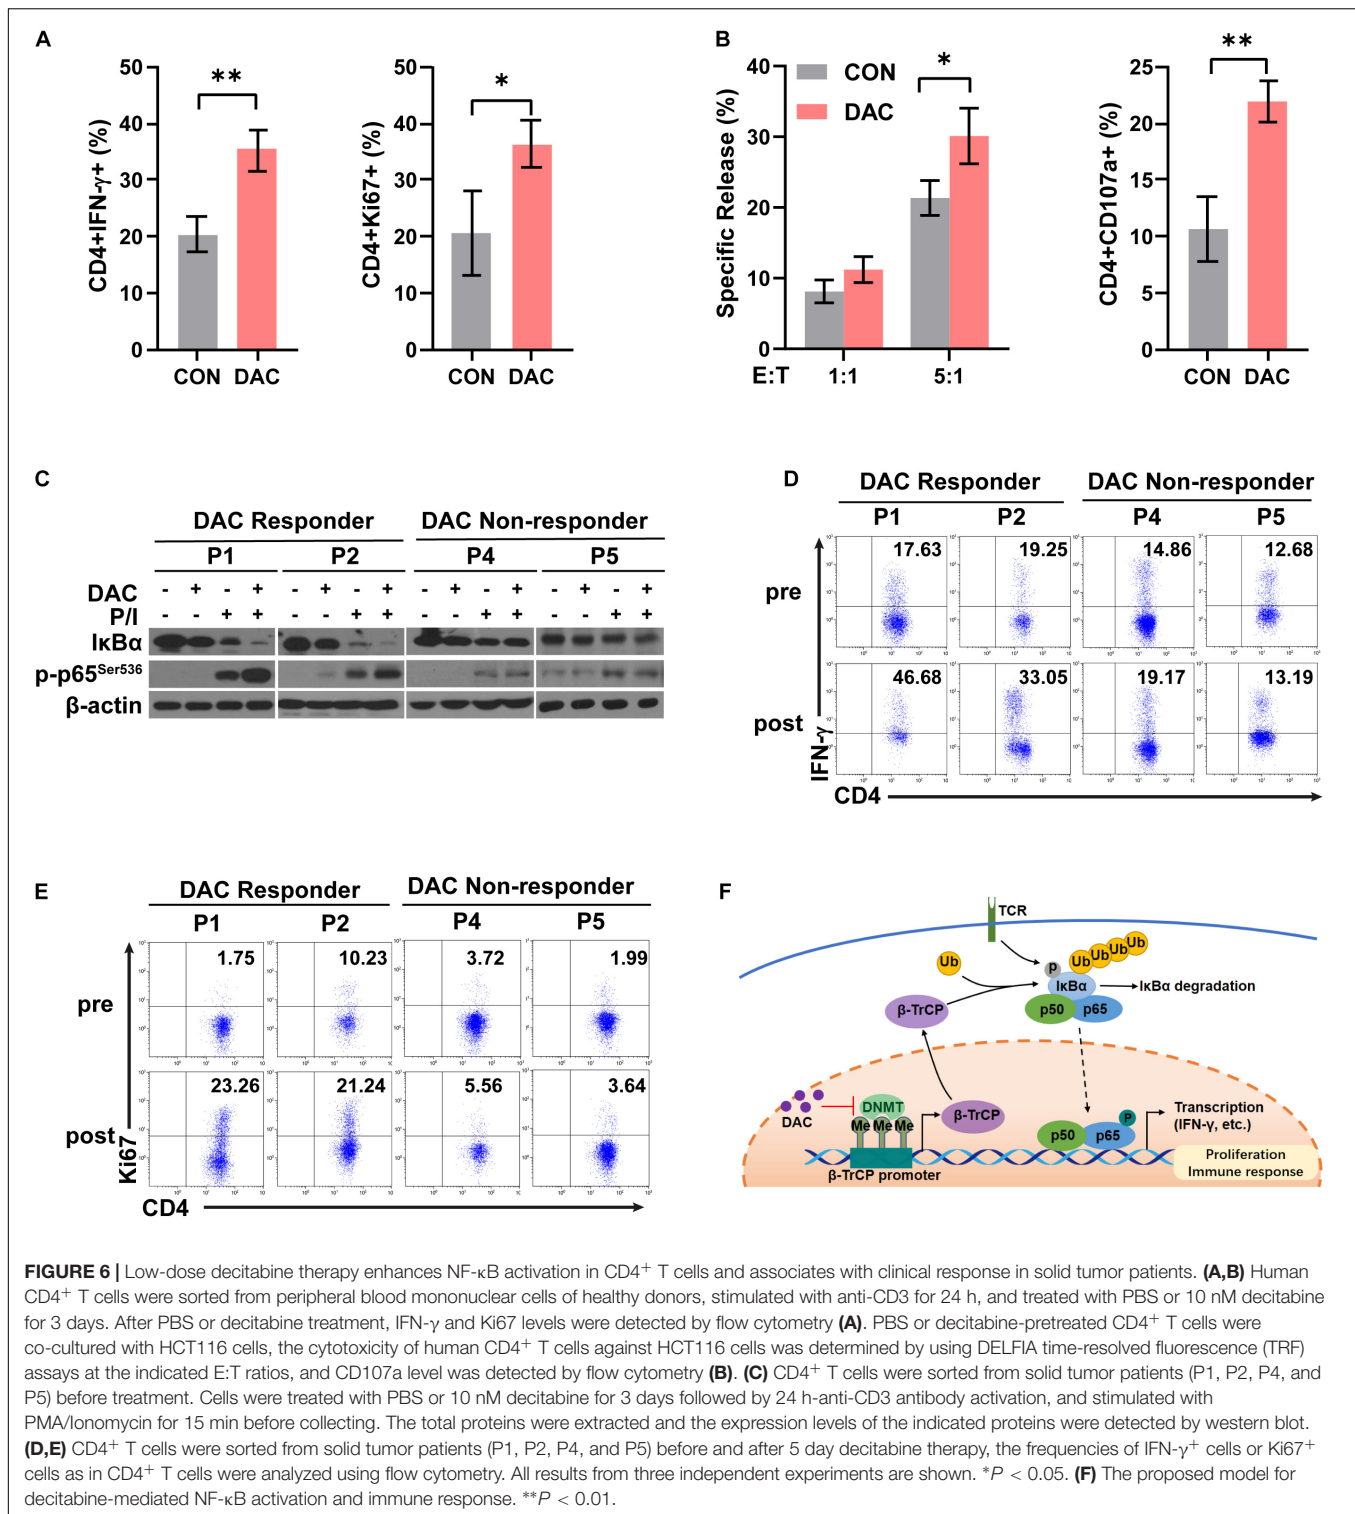 A
50
40
30
20
10
0
CD4+IFN-γ+ (%)
**
CON DAC
50
40
30
20
10
0
CD4+Ki67+ (%)
*
CON DAC
B
40
30
20
10
0
Specific Release (%)
CON
DAC
*
E:T 1:1 5:1
25
20
15
10
5
0
CD4+CD107a+ (%)
**
CON DAC
C
DAC Responder DAC Non-responder
P1 P2 P4 P5
DAC - + - + - + - + - + - + - + - +
P/I - - + + - - + + - - + + - - + +
IκBα
p-p65Ser536
β-actin
D
DAC Responder DAC Non-responder
P1 P2 P4 P5
pre 17.63 19.25 14.86 12.68
post 46.68 33.05 19.17 13.19
IFN-γ
CD4
E
DAC Responder DAC Non-responder
P1 P2 P4 P5
pre 1.75 10.23 3.72 1.99
post 23.26 21.24 5.56 3.64
Ki67
CD4
F
TCR
Ub
P
Ub Ub Ub Ub
IκBα
IκBα degradation
p50 p65
β-TrCP
DAC
DNMT
Me Me Me
β-TrCP
P
p50 p65
Transcription
(IFN-γ, etc.)
Proliferation
Immune response
β-TrCP promoter
FIGURE 6 | Low-dose decitabine therapy enhances NF-κB activation in CD4+ T cells and associates with clinical response in solid tumor patients. (A,B) Human
CD4+ T cells were sorted from peripheral blood mononuclear cells of healthy donors, stimulated with anti-CD3 for 24 h, and treated with PBS or 10 nM decitabine
for 3 days. After PBS or decitabine treatment, IFN-γ and Ki67 levels were detected by flow cytometry (A). PBS or decitabine-pretreated CD4+ T cells were
co-cultured with HCT116 cells, the cytotoxicity of human CD4+ T cells against HCT116 cells was determined by using DELFIA time-resolved fluorescence (TRF)
assays at the indicated E:T ratios, and CD107a level was detected by flow cytometry (B). (C) CD4+ T cells were sorted from solid tumor patients (P1, P2, P4, and
P5) before treatment. Cells were treated with PBS or 10 nM decitabine for 3 days followed by 24 h-anti-CD3 antibody activation, and stimulated with
PMA/Ionomycin for 15 min before collecting. The total proteins were extracted and the expression levels of the indicated proteins were detected by western blot.
(D,E) CD4+ T cells were sorted from solid tumor patients (P1, P2, P4, and P5) before and after 5 day decitabine therapy, the frequencies of IFN-γ+ cells or Ki67+
cells as in CD4+ T cells were analyzed using flow cytometry. All results from three independent experiments are shown. *P < 0.05. (F) The proposed model for
decitabine-mediated NF-κB activation and immune response. **P < 0.01.